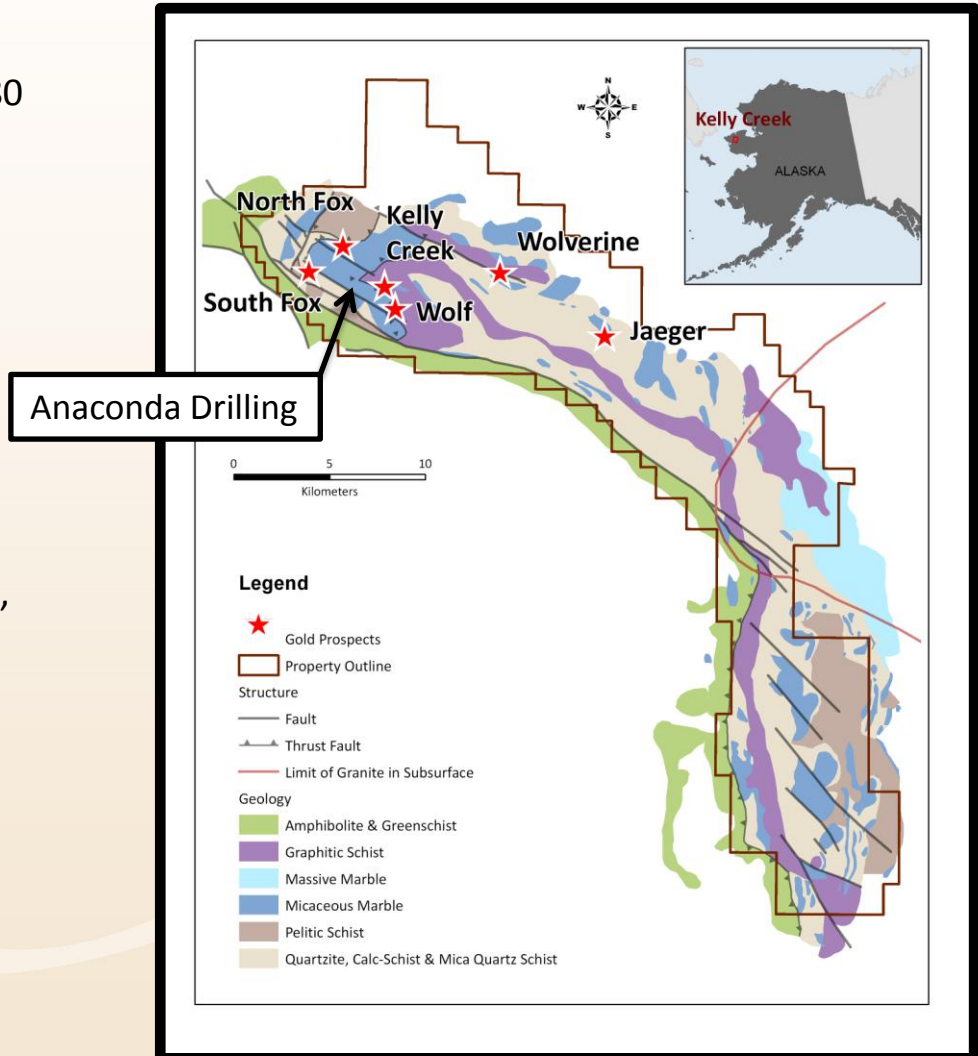 30
,
N
W
E
S
Kelly Creek
ALASKA
North Fox
Kelly
Creek
Wolverine
South Fox
Wolf
Jaeger
Anaconda Drilling
0 5 10
Kilometers
Legend
Gold Prospects
Property Outline
Structure
Fault
Thrust Fault
Limit of Granite in Subsurface
Geology
Amphibolite & Greenschist
Graphitic Schist
Massive Marble
Micaceous Marble
Pelitic Schist
Quartzite, Calc-Schist & Mica Quartz Schist